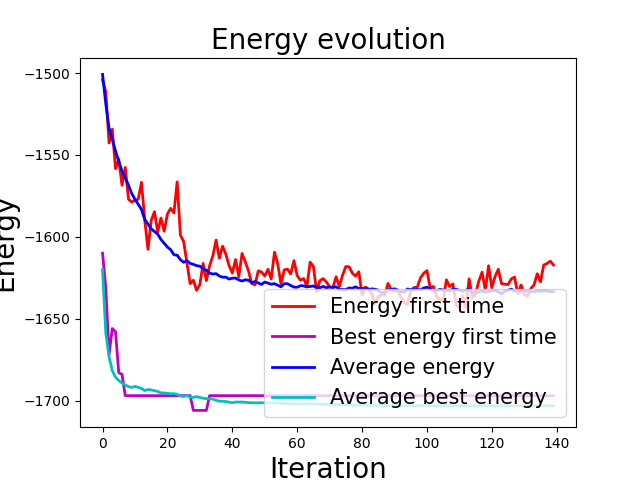 Energy evolution
Energy
−1500
−1550
−1600
−1650
−1700
0 20 40 60 80 100 120 140
Iteration
Energy first time
Best energy first time
Average energy
Average best energy